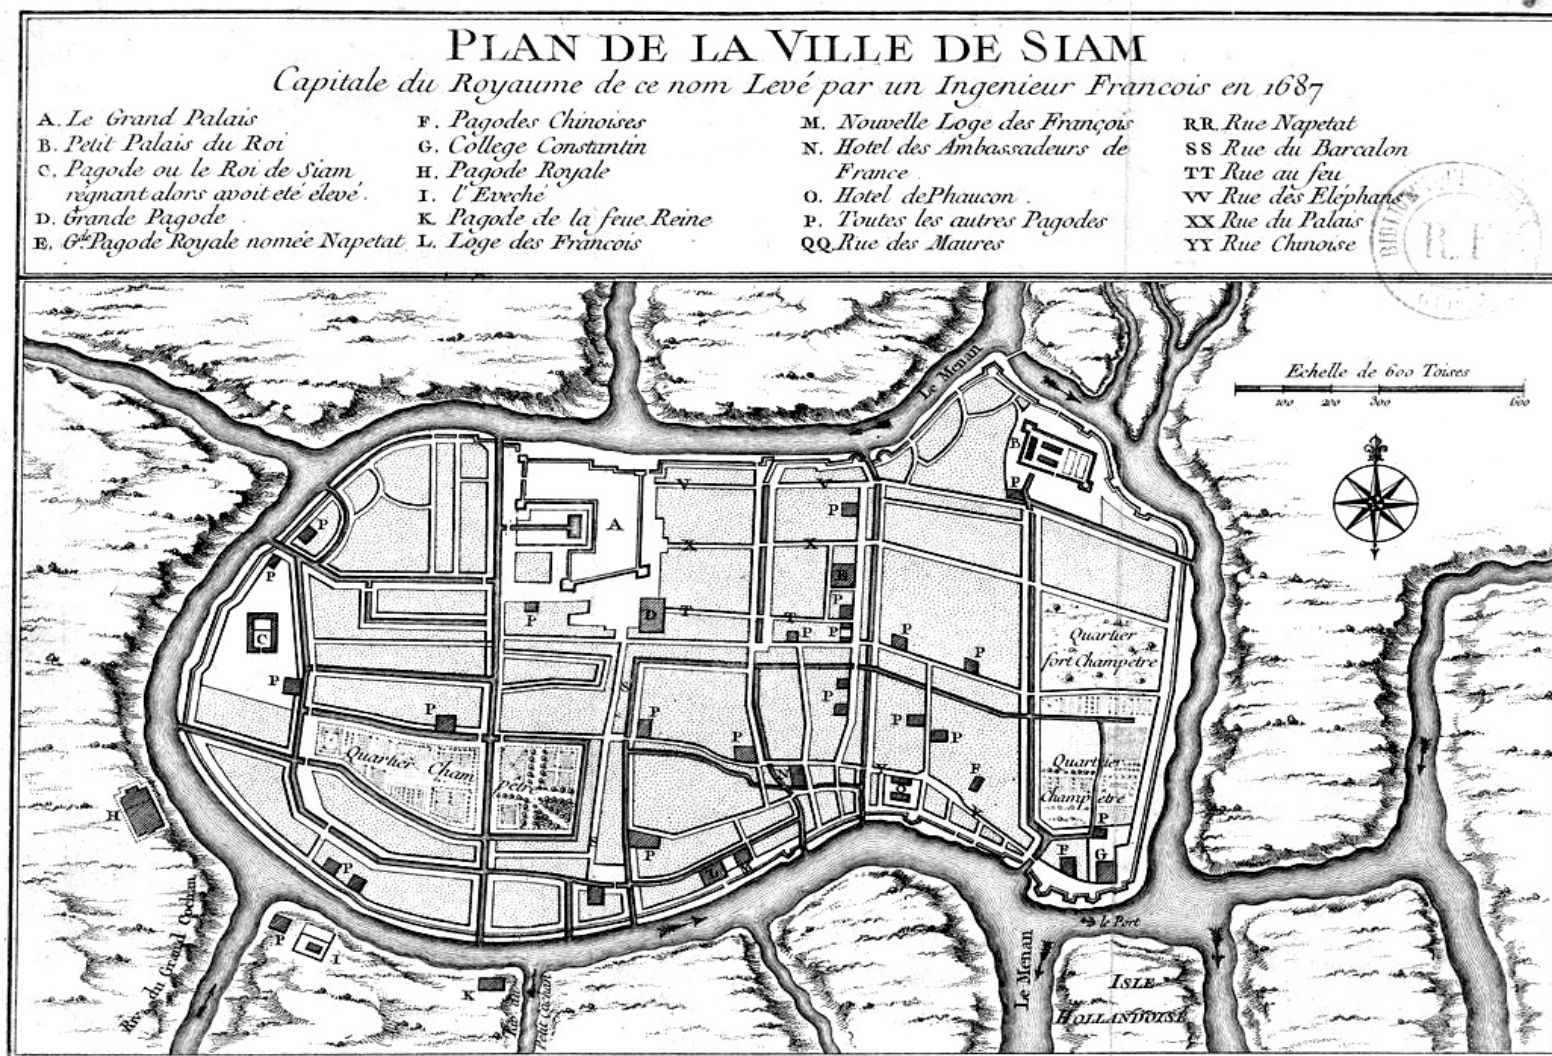 PLAN DE LA VILLE DE SIAM
Capitale du Royaume de ce nom Levé par un Ingenieur Francois en 1687
A. Le Grand Palais
B. Petit Palais du Roi
C. Pagode ou le Roi de Siam
regnant alors avoit eté élevé.
D. Grande Pagode
E. Gde Pagode Royale nomée Napetat
F. Pagodes Chinoises
G. College Constantin
H. Pagode Royale
I. l'Eveché
K. Pagode de la feue Reine
L. Loge des Francois
M. Nouvelle Loge des François
N. Hotel des Ambassadeurs de
France
O. Hotel de Phaucon.
P. Toutes les autres Pagodes
QQ. Rue des Maures
RR. Rue Napetat
SS Rue du Barcalon
TT Rue au feu
VV Rue des Eléphans
XX Rue du Palais
YY Rue Chinoise
R.F
Echelle de 600 Toises
100 200 300 600
Le Menan
B
P
V V
P
A
X X
P
P
P
D T T
P
P P
P
C
P
Quartier
fort Champetre
P
P
P
P
P
P
P
P
Quartier Cham
petre
N
O
F
Quartier
Champetre
H
P
P
P
P
G
L
S
P
I
K
le Port
Riv. du Grand Cochan
Petit Cochan
Le Menan
ISLE
HOLLANDOISE